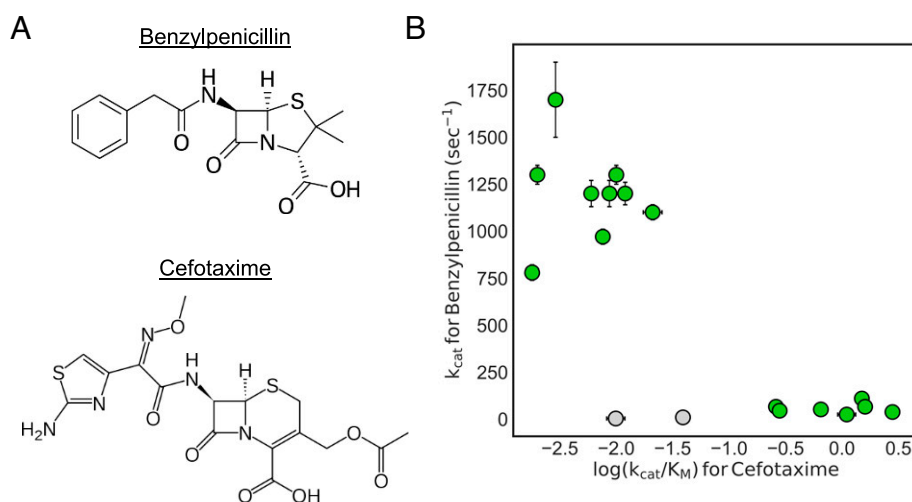 A
Benzylpenicillin
H
N
H
S
O
N
O
O
OH
Cefotaxime
N
O
S
N
H2N
O
H
N
H
S
O
N
O
O
O
OH
B
kcat for Benzylpenicillin (sec−1)
1750
1500
1250
1000
750
500
250
0
−2.5 −2.0 −1.5 −1.0 −0.5 0.0 0.5
log(kcat/KM) for Cefotaxime